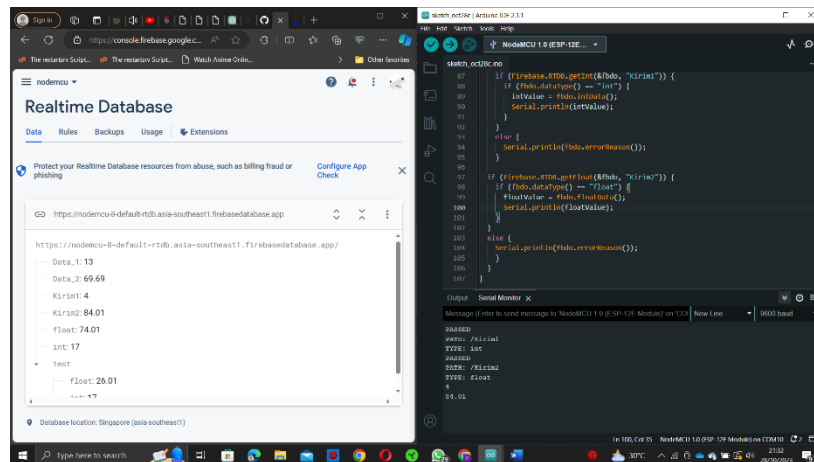 Sign in
https://console.firebase.google.c...
The restartsrv Script...
The restartsrv Script...
Watch Anime Onlin...
Other favorites
nodemcu
Realtime Database
Data Rules Backups Usage Extensions
Protect your Realtime Database resources from abuse, such as billing fraud or phishing
Configure App Check
https://nodemcu-8-default-rtdb.asia-southeast1.firebasedatabase.app
https://nodemcu-8-default-rtdb.asia-southeast1.firebasedatabase.app/
Data_1: 13
Data_2: 69.69
Kirim1: 4
Kirim2: 84.01
float: 74.01
int: 17
test
float: 26.01
int: 17
Database location: Singapore (asia-southeast1)
Type here to search
sketch_oct28c | Arduino IDE 2.1.1
File Edit Sketch Tools Help
NodeMCU 1.0 (ESP-12E...
sketch_oct28c.ino
87 if (Firebase.RTDB.getInt(&fbdo, "Kirim1")) {
88 if (fbdo.dataType() == "int") {
89 intValue = fbdo.intData();
90 Serial.println(intValue);
91 }
92 }
93 else {
94 Serial.println(fbdo.errorReason());
95 }
96
97 if (Firebase.RTDB.getFloat(&fbdo, "Kirim2")) {
98 if (fbdo.dataType() == "float") {
99 floatValue = fbdo.floatData();
100 Serial.println(floatValue);
101 }
102 }
103 else {
104 Serial.println(fbdo.errorReason());
105 }
106 }
107 }
Output Serial Monitor
Message (Enter to send message to 'NodeMCU 1.0 (ESP-12E Module)' on 'CO
New Line
9600 baud
PASSED
PATH: /Kirim1
TYPE: int
PASSED
PATH: /Kirim2
TYPE: float
4
84.01
Ln 100, Col 35 NodeMCU 1.0 (ESP-12E Module) on COM10 2
30°C
21:32
28/10/2023